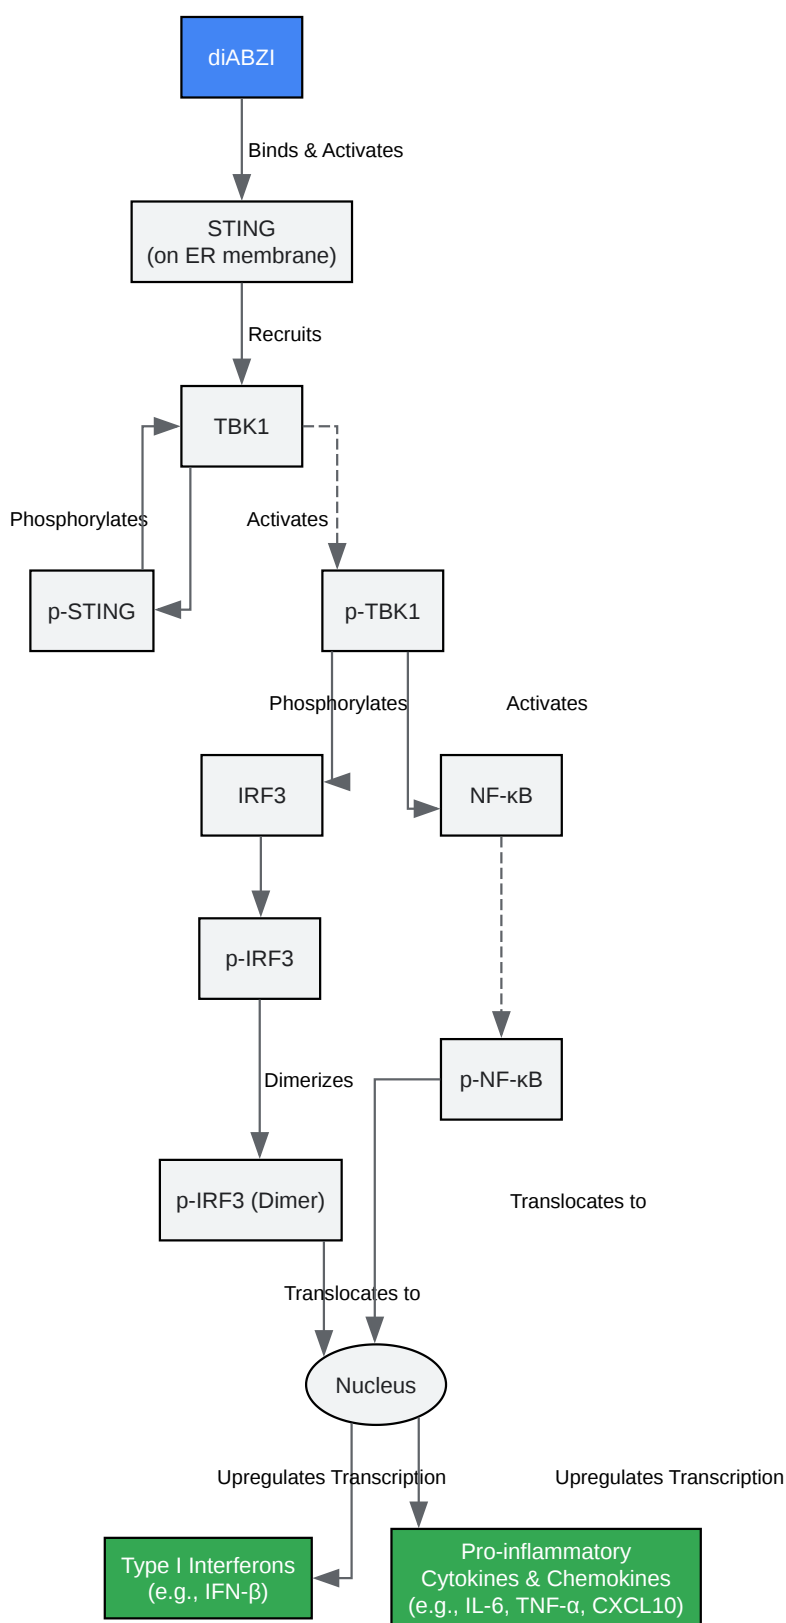 diABZI
Binds & Activates
STING
(on ER membrane)
Recruits
TBK1
Phosphorylates
Activates
p-STING
p-TBK1
Phosphorylates
Activates
IRF3
NF-κB
p-IRF3
p-NF-κB
Dimerizes
p-IRF3 (Dimer)
Translocates to
Translocates to
Nucleus
Upregulates Transcription
Upregulates Transcription
Type I Interferons
(e.g., IFN-β)
Pro-inflammatory
Cytokines & Chemokines
(e.g., IL-6, TNF-α, CXCL10)